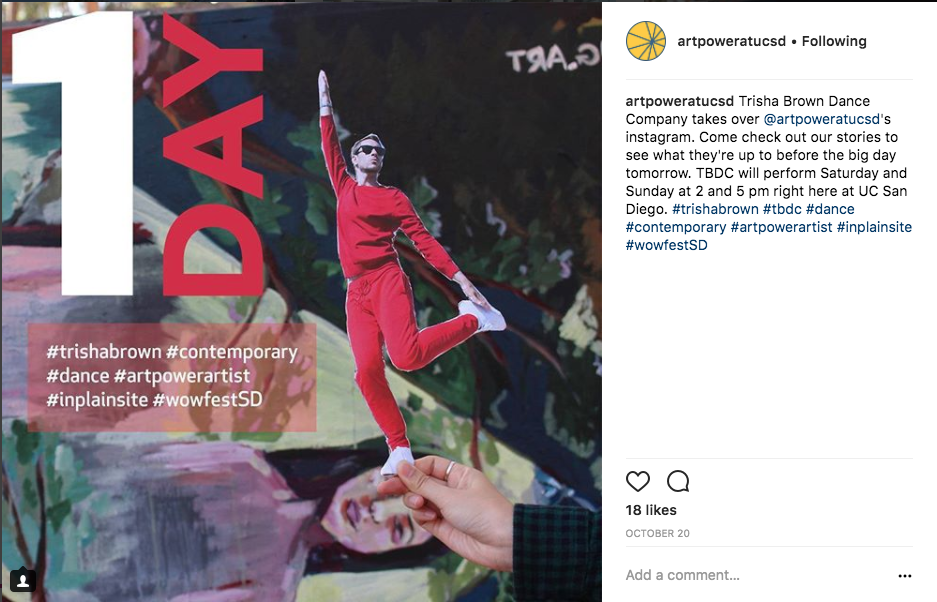 1
DAY
TRA.G
#trishabrown #contemporary
#dance #artpowerartist
#inplainsite #wowfestSD
artpoweratucsd • Following
artpoweratucsd Trisha Brown Dance
Company takes over @artpoweratucsd's
instagram. Come check out our stories to
see what they're up to before the big day
tomorrow. TBDC will perform Saturday and
Sunday at 2 and 5 pm right here at UC San
Diego. #trishabrown #tbdc #dance
#contemporary #artpowerartist #inplainsite
#wowfestSD
18 likes
OCTOBER 20
Add a comment...